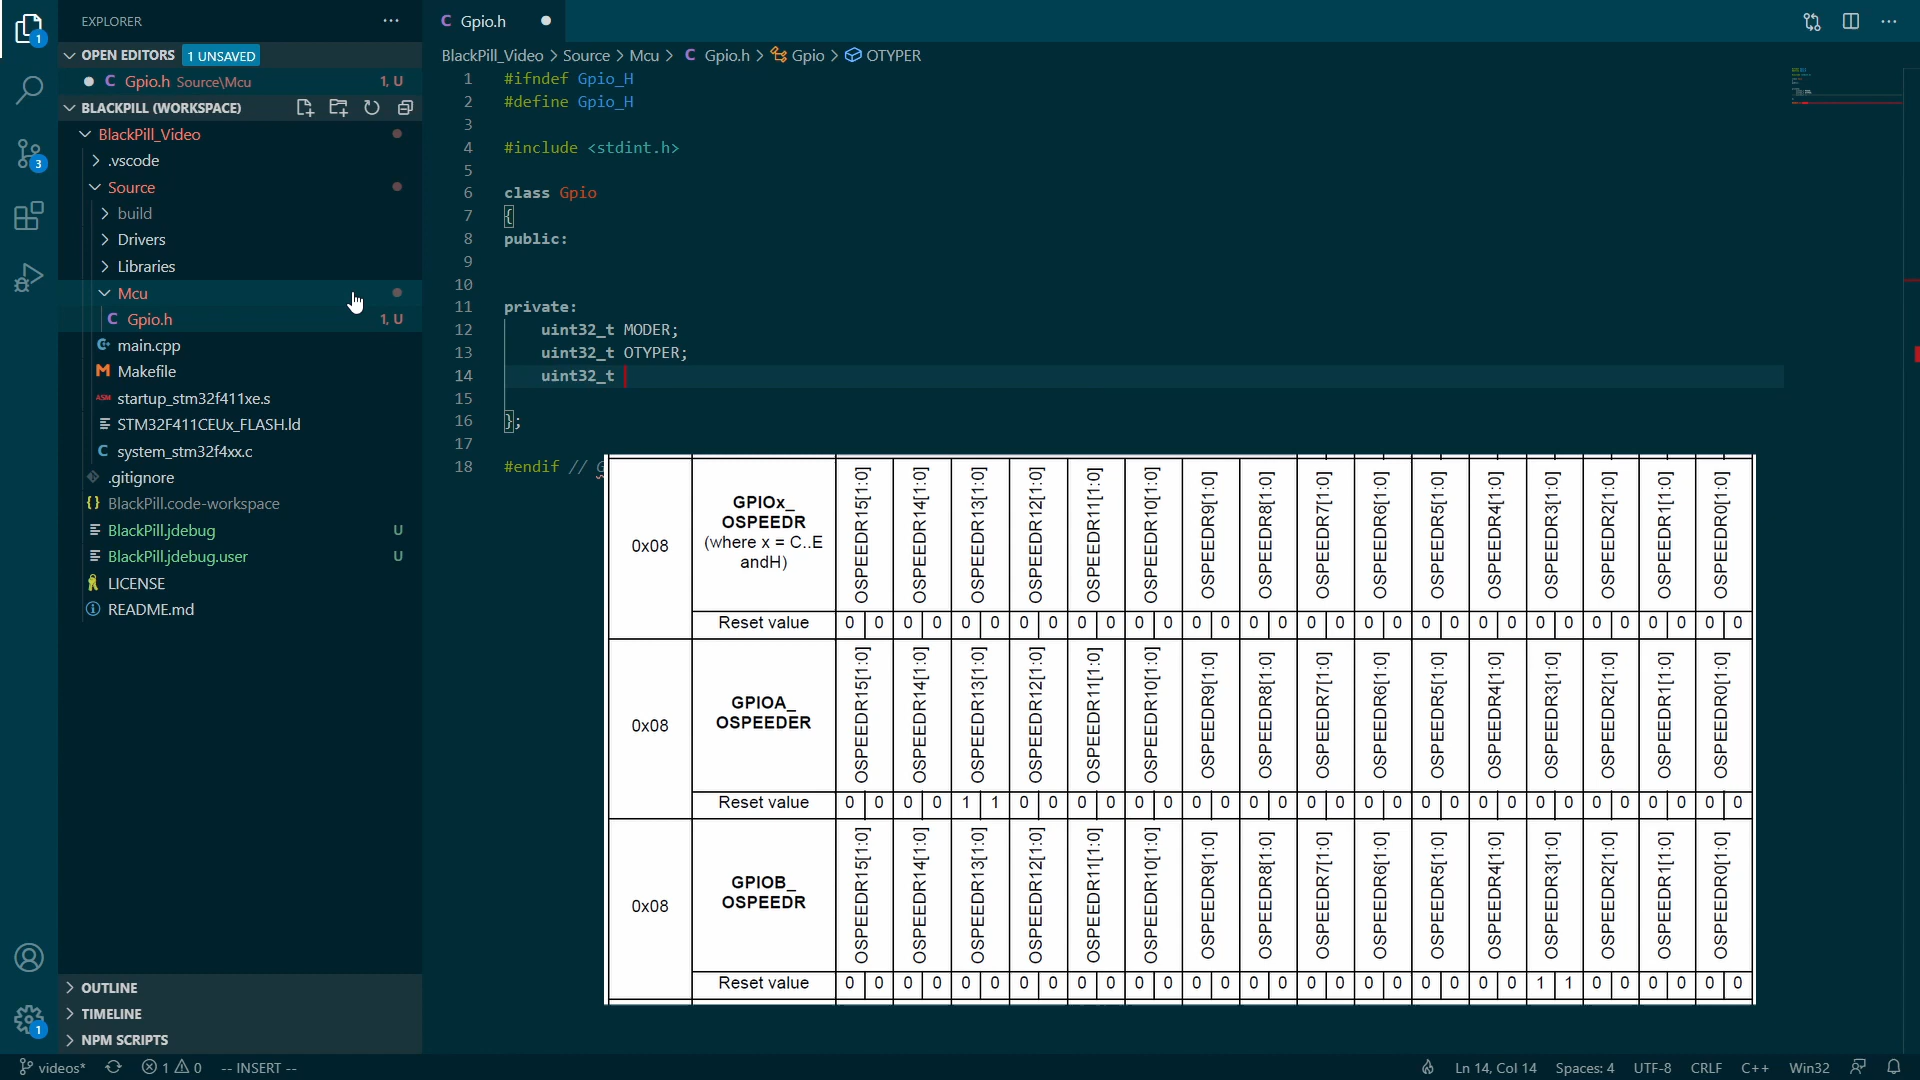 EXPLORER
OPEN EDITORS 1 UNSAVED
Gpio.h Source\Mcu 1, U
BLACKPILL (WORKSPACE)
BlackPill_Video
.vscode
Source
build
Drivers
Libraries
Mcu
Gpio.h 1, U
main.cpp
Makefile
startup_stm32f411xe.s
STM32F411CEUx_FLASH.ld
system_stm32f4xx.c
.gitignore
BlackPill.code-workspace
BlackPill.jdebug U
BlackPill.jdebug.user U
LICENSE
README.md
OUTLINE
TIMELINE
NPM SCRIPTS
1
3
1
C Gpio.h
BlackPill_Video > Source > Mcu > C Gpio.h > Gpio > OTYPER
1 #ifndef Gpio_H
2 #define Gpio_H
3
4 #include <stdint.h>
5
6 class Gpio
7 {
8 public:
9
10
11 private:
12 uint32_t MODER;
13 uint32_t OTYPER;
14 uint32_t
15
16 };
17
18 #endif // G
0x08 GPIOx_ OSPEEDR (where x = C..E andH) OSPEEDR15[1:0] OSPEEDR14[1:0] OSPEEDR13[1:0] OSPEEDR12[1:0] OSPEEDR11[1:0] OSPEEDR10[1:0] OSPEEDR9[1:0] OSPEEDR8[1:0] OSPEEDR7[1:0] OSPEEDR6[1:0] OSPEEDR5[1:0] OSPEEDR4[1:0] OSPEEDR3[1:0] OSPEEDR2[1:0] OSPEEDR1[1:0] OSPEEDR0[1:0]
Reset value 0 0 0 0 0 0 0 0 0 0 0 0 0 0 0 0 0 0 0 0 0 0 0 0 0 0 0 0 0 0 0 0
0x08 GPIOA_ OSPEEDER OSPEEDR15[1:0] OSPEEDR14[1:0] OSPEEDR13[1:0] OSPEEDR12[1:0] OSPEEDR11[1:0] OSPEEDR10[1:0] OSPEEDR9[1:0] OSPEEDR8[1:0] OSPEEDR7[1:0] OSPEEDR6[1:0] OSPEEDR5[1:0] OSPEEDR4[1:0] OSPEEDR3[1:0] OSPEEDR2[1:0] OSPEEDR1[1:0] OSPEEDR0[1:0]
Reset value 0 0 0 0 1 1 0 0 0 0 0 0 0 0 0 0 0 0 0 0 0 0 0 0 0 0 0 0 0 0 0 0
0x08 GPIOB_ OSPEEDR OSPEEDR15[1:0] OSPEEDR14[1:0] OSPEEDR13[1:0] OSPEEDR12[1:0] OSPEEDR11[1:0] OSPEEDR10[1:0] OSPEEDR9[1:0] OSPEEDR8[1:0] OSPEEDR7[1:0] OSPEEDR6[1:0] OSPEEDR5[1:0] OSPEEDR4[1:0] OSPEEDR3[1:0] OSPEEDR2[1:0] OSPEEDR1[1:0] OSPEEDR0[1:0]
Reset value 0 0 0 0 0 0 0 0 0 0 0 0 0 0 0 0 0 0 0 0 0 0 0 0 1 1 0 0 0 0 0 0
videos* 1 0 -- INSERT -- Ln 14, Col 14 Spaces: 4 UTF-8 CRLF C++ Win32